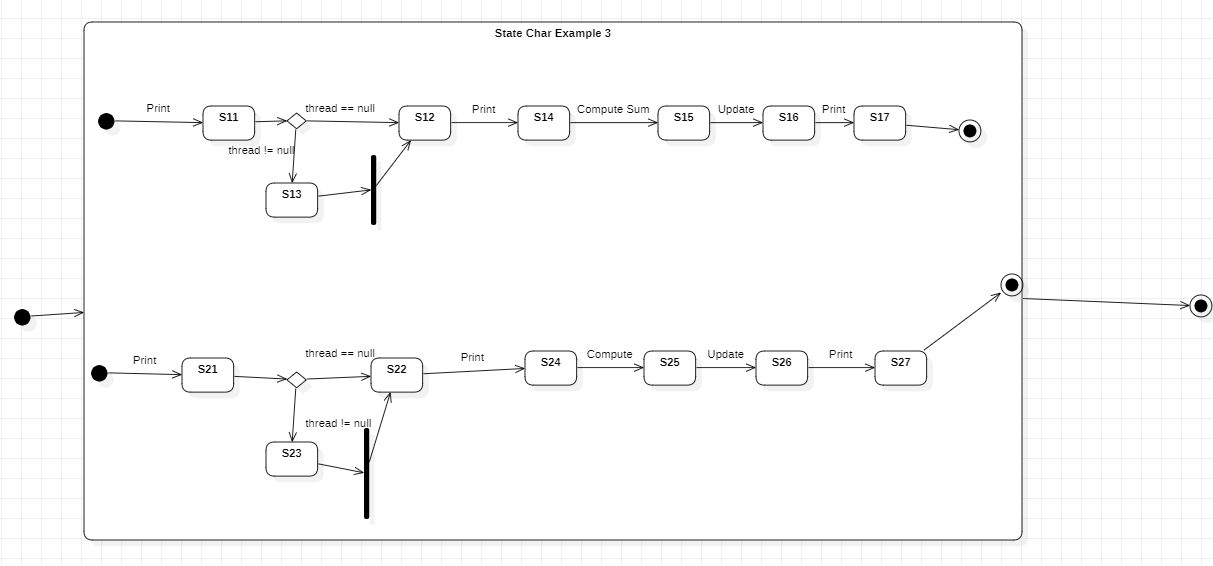 State Char Example 3
Print
thread == null
Print
Compute Sum
Update
Print
S11
S12
S14
S15
S16
S17
thread != null
S13
thread == null
Print
Print
Compute
Update
Print
S21
S22
S24
S25
S26
S27
thread != null
S23